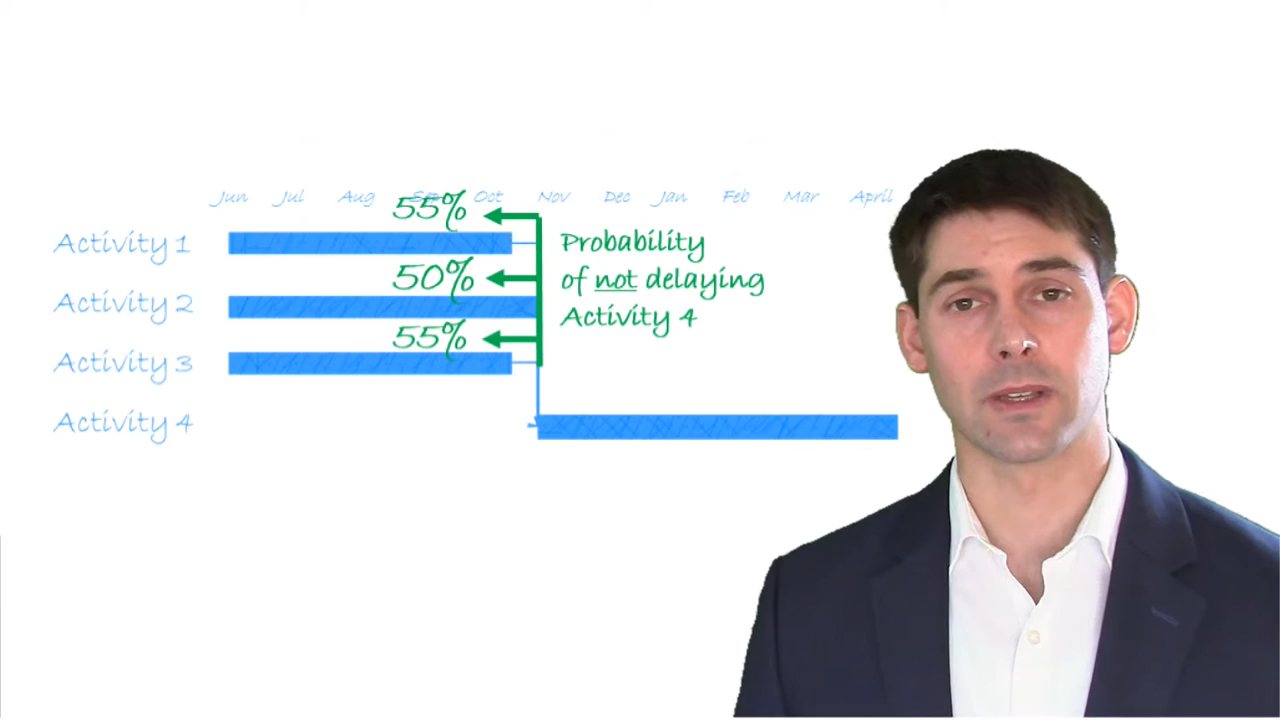 Jun Jul Aug Sep Oct Nov Dec Jan Feb Mar April
55%
Activity 1
50%
Activity 2
55%
Activity 3
Activity 4
Probability
of not delaying
Activity 4